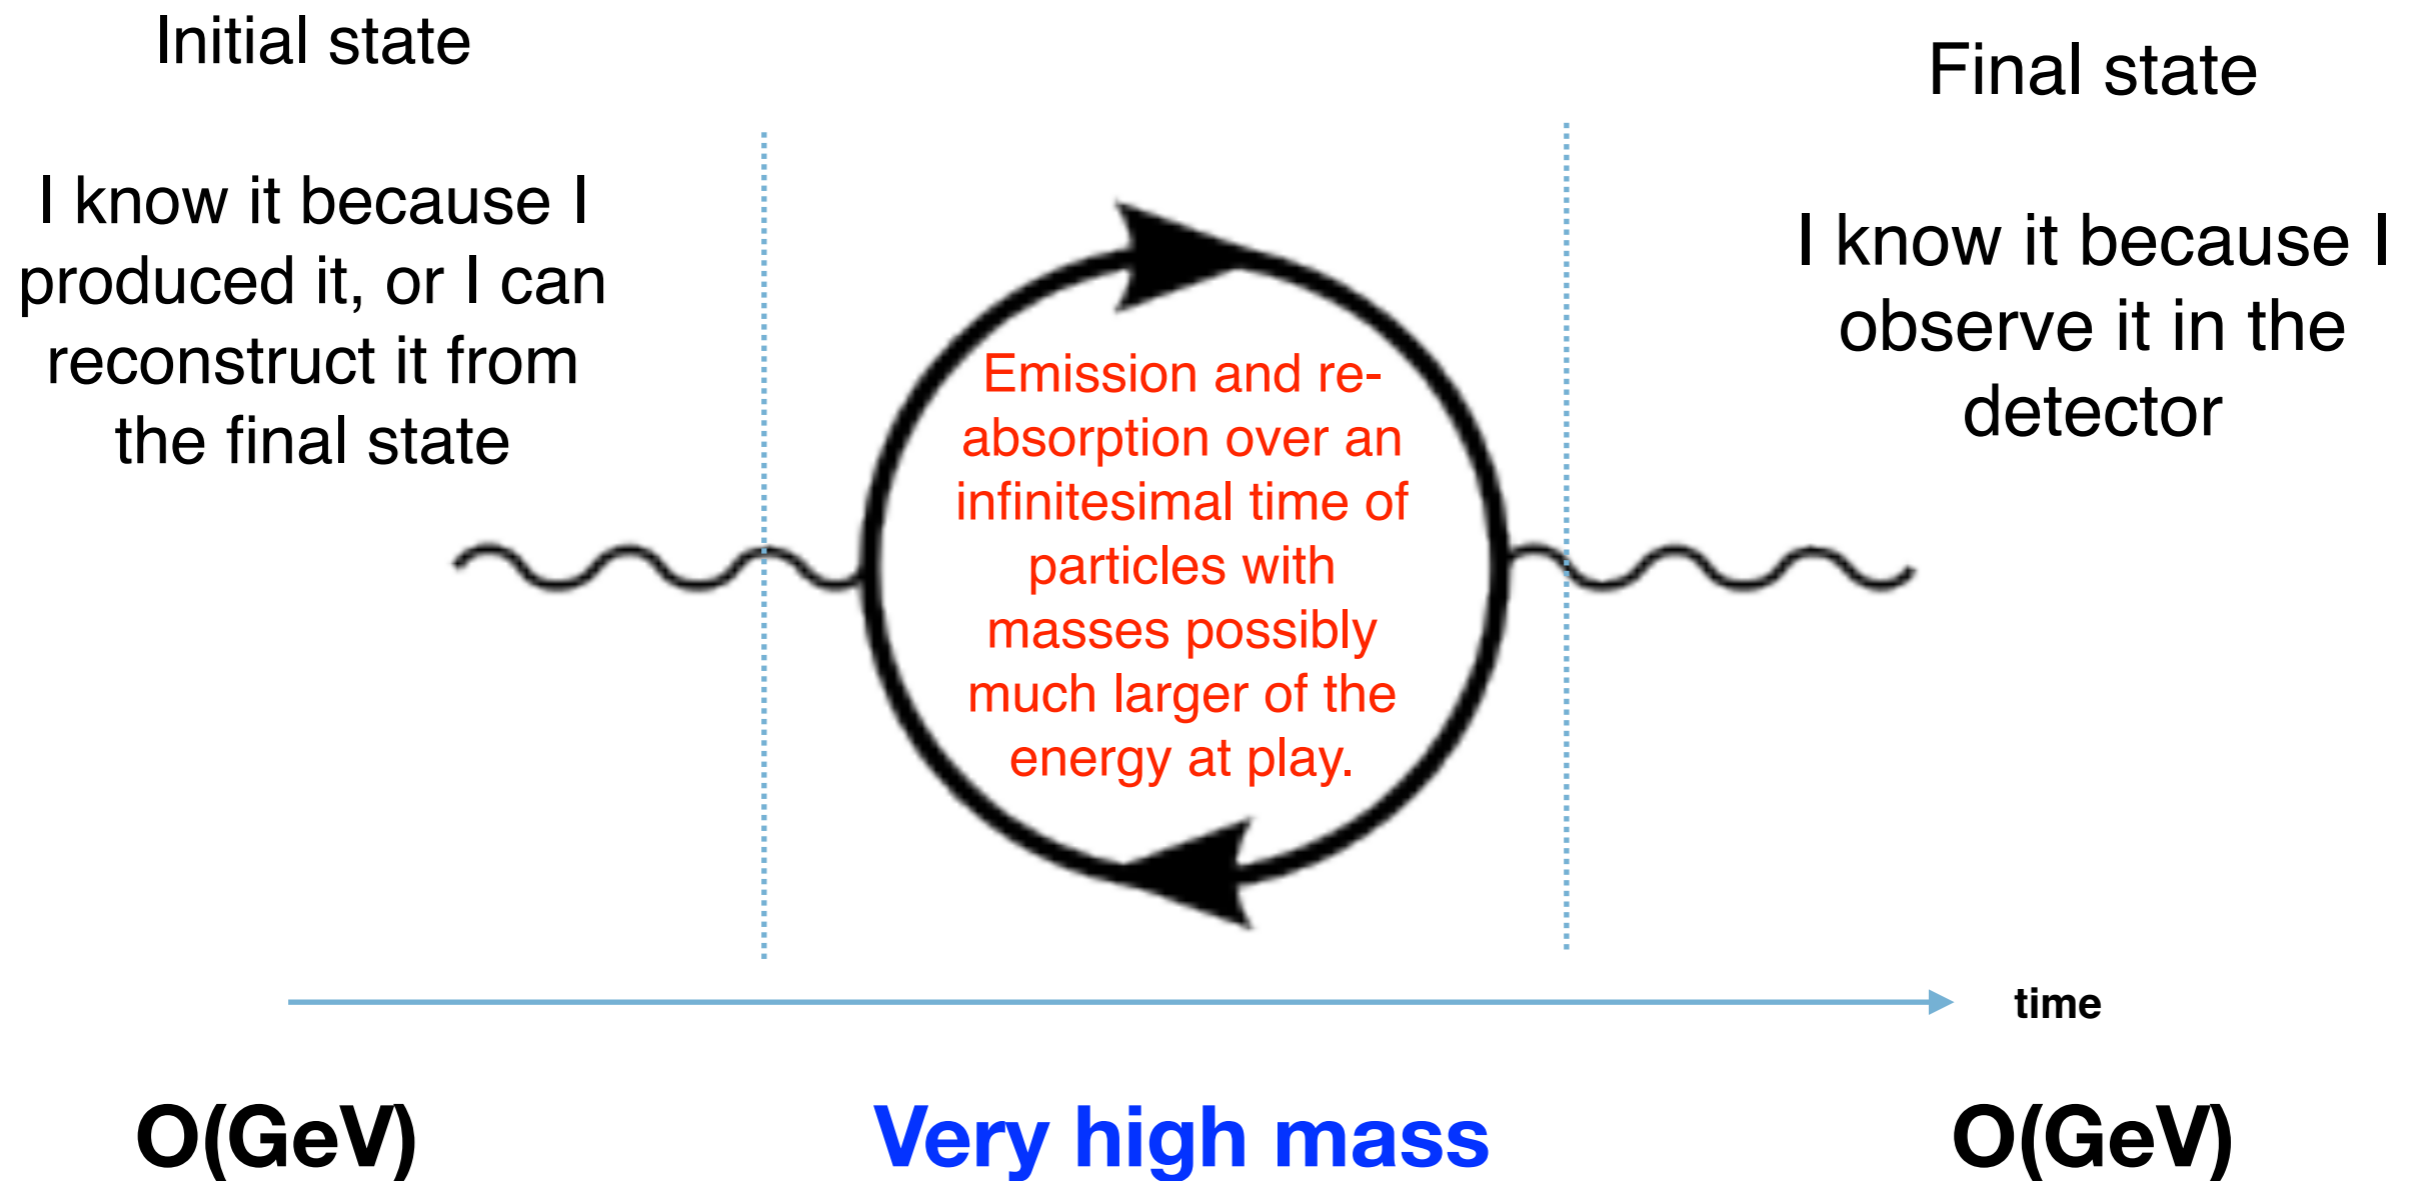 Initial state
I know it because I
produced it, or I can
reconstruct it from
the final state
Final state
I know it because I
observe it in the
detector
Emission and re-
absorption over an
infinitesimal time of
particles with
masses possibly
much larger of the
energy at play.
time
O(GeV)
Very high mass
O(GeV)